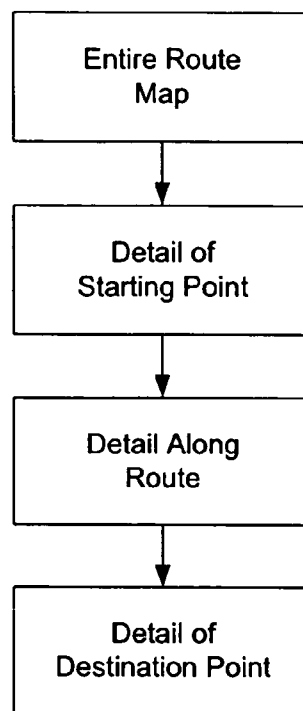 Entire Route
Map
Detail of
Starting Point
Detail Along
Route
Detail of
Destination Point